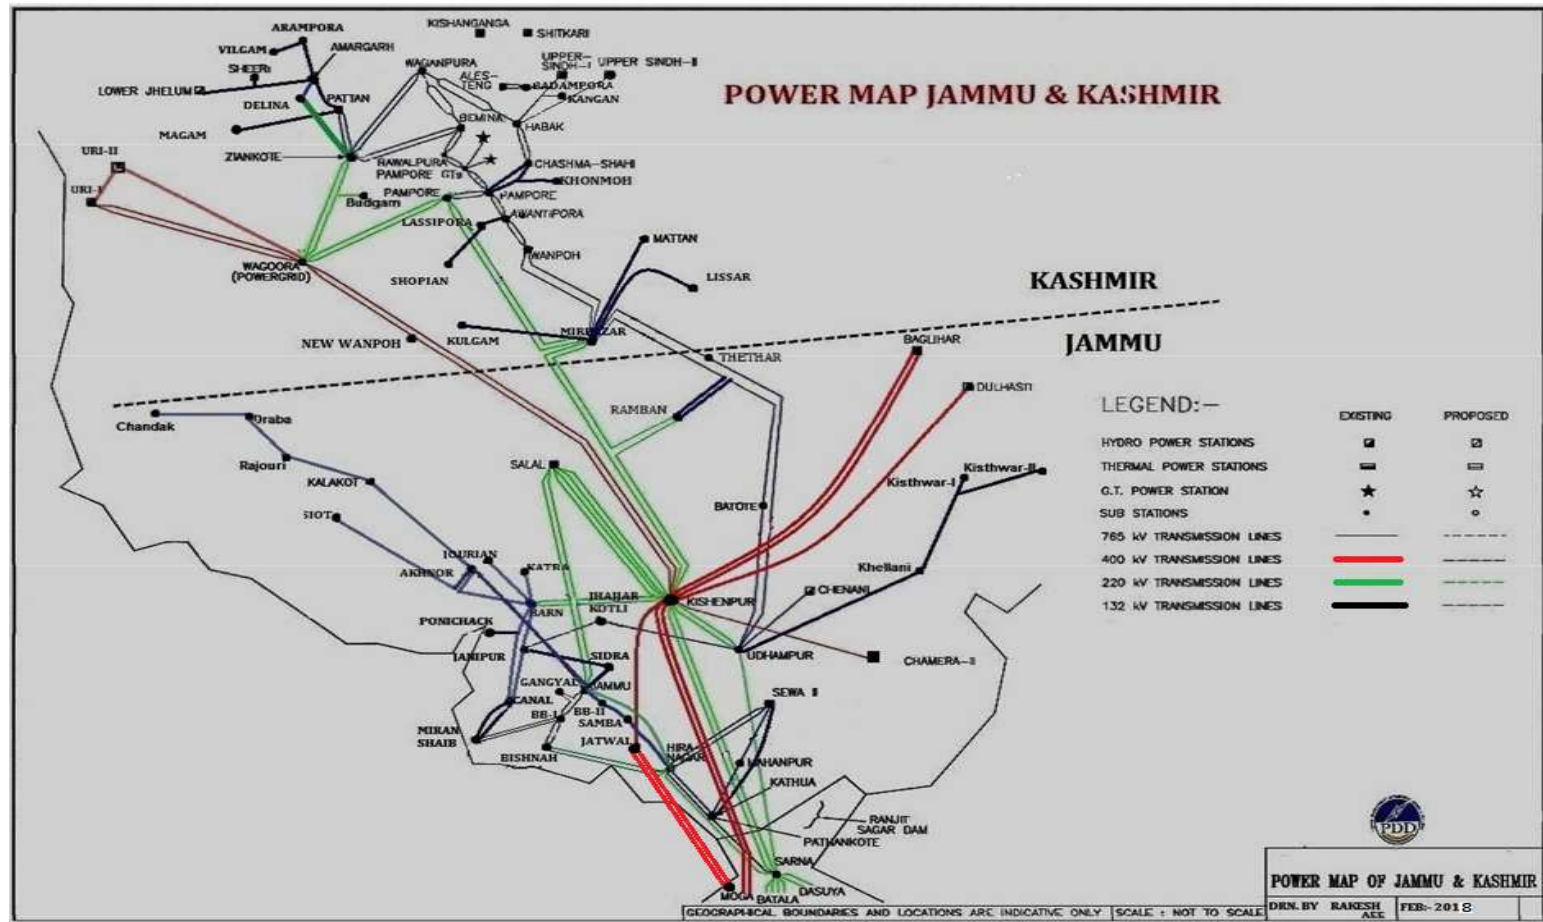 POWER MAP JAMMU & KASHMIR
ARAMPORA
VILGAM
AMARGARH
SHEERI
LOWER JHELUM
DELINA
PATTAN
MAGAM
ZIANKOTE
WAGANPURA
KISHANGANGA
SHITKARI
UPPER-
SINDH-I
UPPER SINDH-II
ALES-
TENG
BADAMPORA
KANGAN
BEMINA
HABAK
RAWALPURA
PAMPORE GTs
CHASHMA-SHAHI
KHONMOH
PAMPORE
PAMPORE
URI-II
URI-I
Budgam
LASSIPORA
AWANTIPORA
WANPOH
MATTAN
WAGOORA
(POWERGRID)
SHOPIAN
LISSAR
KASHMIR
NEW WANPOH
KULGAM
MIRBAZAR
JAMMU
THETHAR
BAGLIHAR
DULHASTI
RAMBAN
Chandak
Draba
Rajouri
KALAKOT
SALAL
SIOT
BATOTE
Kisthwar-I
Kisthwar-II
AKHNOR
KATRA
BARN
JHAJJAR
KOTLI
KISHENPUR
CHENANI
Khellani
PONICHACK
JANIPUR
SIDRA
UDHAMPUR
CHAMERA-II
GANGYAL
JAMMU
CANAL
BB-I
BB-II
SAMBA
SEWA II
MIRAN
SHAIB
BISHNAH
JATWAL
HIRA
NAGAR
MAHANPUR
KATHUA
RANJIT
SAGAR DAM
PATHANKOTE
SARNA
MOGA
BATALA
DASUYA
LEGEND:-
EXISTING
PROPOSED
HYDRO POWER STATIONS
THERMAL POWER STATIONS
G.T. POWER STATION
SUB STATIONS
765 kV TRANSMISSION LINES
400 kV TRANSMISSION LINES
220 kV TRANSMISSION LINES
132 kV TRANSMISSION LINES
PDD
POWER MAP OF JAMMU & KASHMIR
DRN. BY RAKESH
AEE
FEB:-2018
GEOGRAPHICAL BOUNDARIES AND LOCATIONS ARE INDICATIVE ONLY
SCALE : NOT TO SCALE